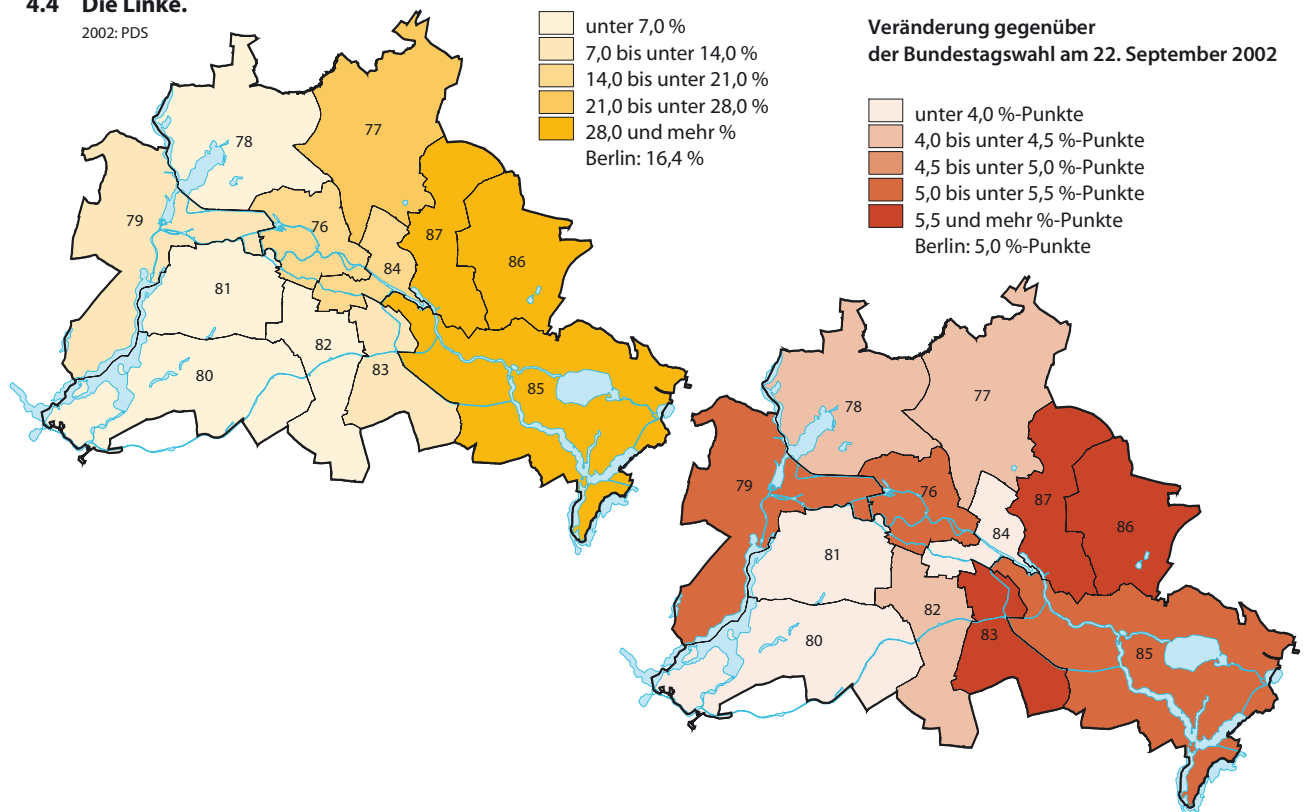 4.4 Die Linke.
2002: PDS
unter 7,0 %
7,0 bis unter 14,0 %
14,0 bis unter 21,0 %
21,0 bis unter 28,0 %
28,0 und mehr %
Berlin: 16,4 %
78
77
79
76
87
86
84
81
82
83
80
85
Veränderung gegenüber
der Bundestagswahl am 22. September 2002
unter 4,0 %-Punkte
4,0 bis unter 4,5 %-Punkte
4,5 bis unter 5,0 %-Punkte
5,0 bis unter 5,5 %-Punkte
5,5 und mehr %-Punkte
Berlin: 5,0 %-Punkte
78
77
79
76
87
86
84
81
82
83
80
85